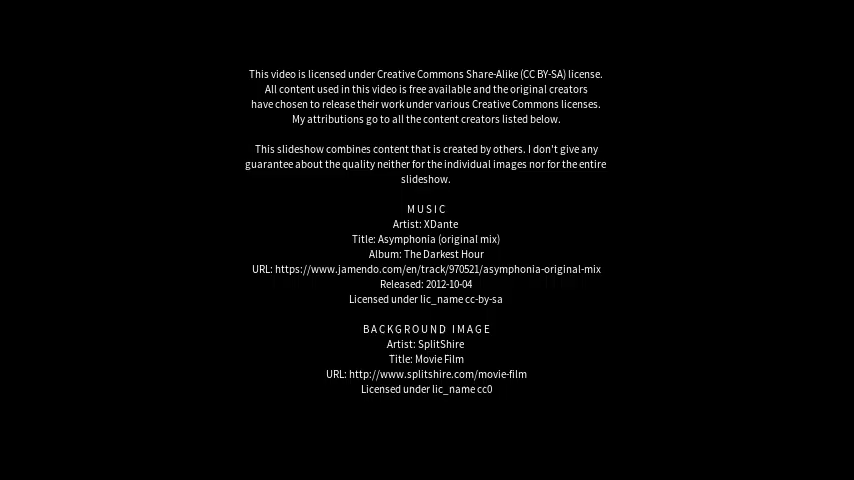 This video is licensed under Creative Commons Share-Alike (CC BY-SA) license.
All content used in this video is free available and the original creators
have chosen to release their work under various Creative Commons licenses.
My attributions go to all the content creators listed below.
This slideshow combines content that is created by others. I don't give any
guarantee about the quality neither for the individual images nor for the entire
slideshow.
MUSIC
Artist: XDante
Title: Asymphonia (original mix)
Album: The Darkest Hour
URL: https://www.jamendo.com/en/track/970521/asymphonia-original-mix
Released: 2012-10-04
Licensed under lic_name cc-by-sa
BACKGROUND IMAGE
Artist: SplitShire
Title: Movie Film
URL: http://www.splitshire.com/movie-film
Licensed under lic_name cc0